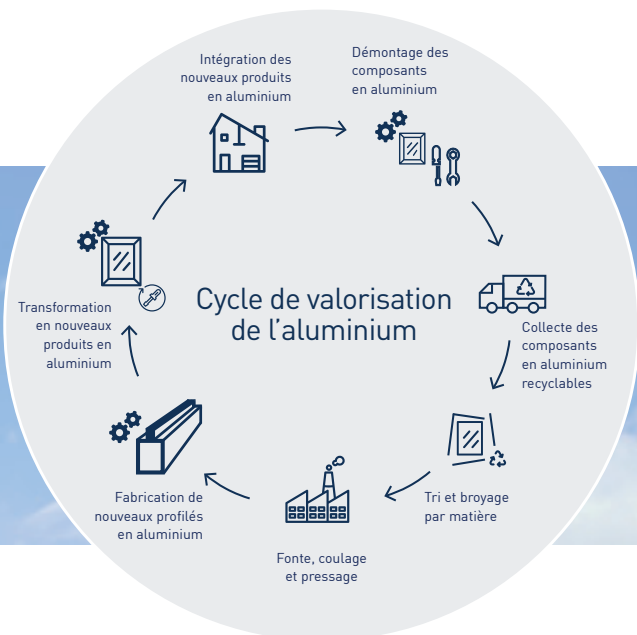 Intégration des
nouveaux produits
en aluminium
Démontage des
composants
en aluminium
Cycle de valorisation
de l’aluminium
Collecte des
composants
en aluminium
recyclables
Tri et broyage
par matière
Fonte, coulage
et pressage
Fabrication de
nouveaux profilés
en aluminium
Transformation
en nouveaux
produits en
aluminium